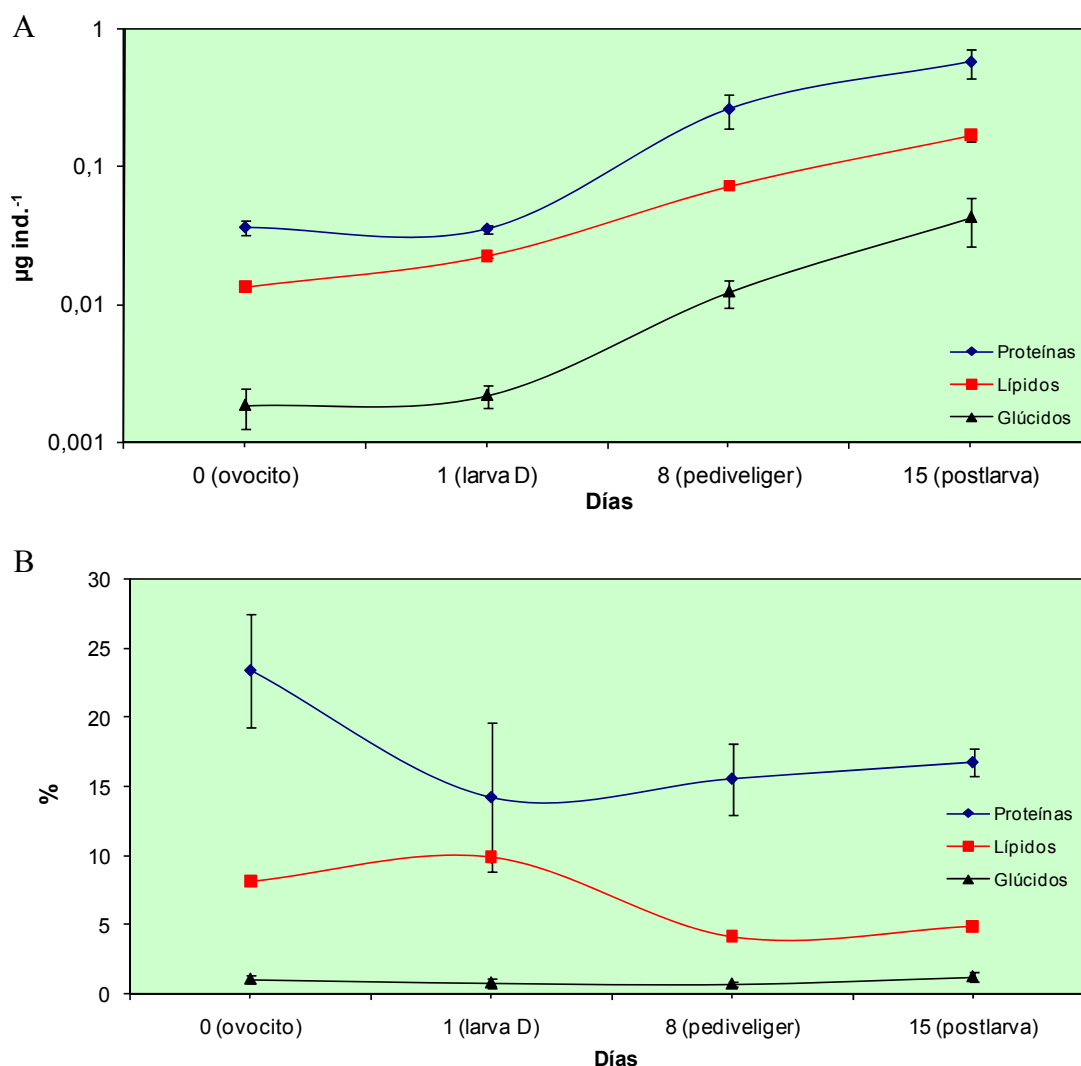 A
1
0,1
0,01
0,001
µg ind.-1
Proteínas
Lípidos
Glúcidos
0 (ovocito) 1 (larva D) 8 (pediveliger) 15 (postlarva)
Días
B
30
25
20
15
10
5
0
%
Proteínas
Lípidos
Glúcidos
0 (ovocito) 1 (larva D) 8 (pediveliger) 15 (postlarva)
Días